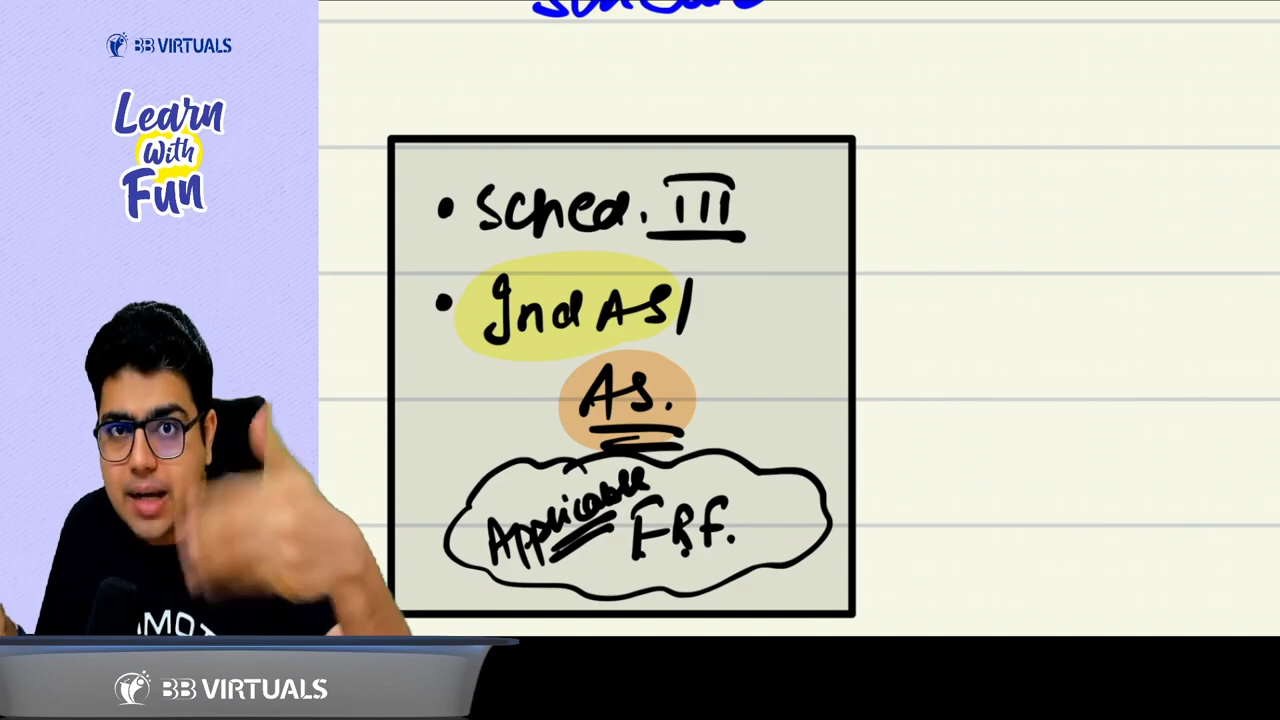 BB VIRTUALS
Learn
With
Fun
• Sched. III
• Ind AS/
AS.
Applicable F.R.F.
MOT
BB VIRTUALS